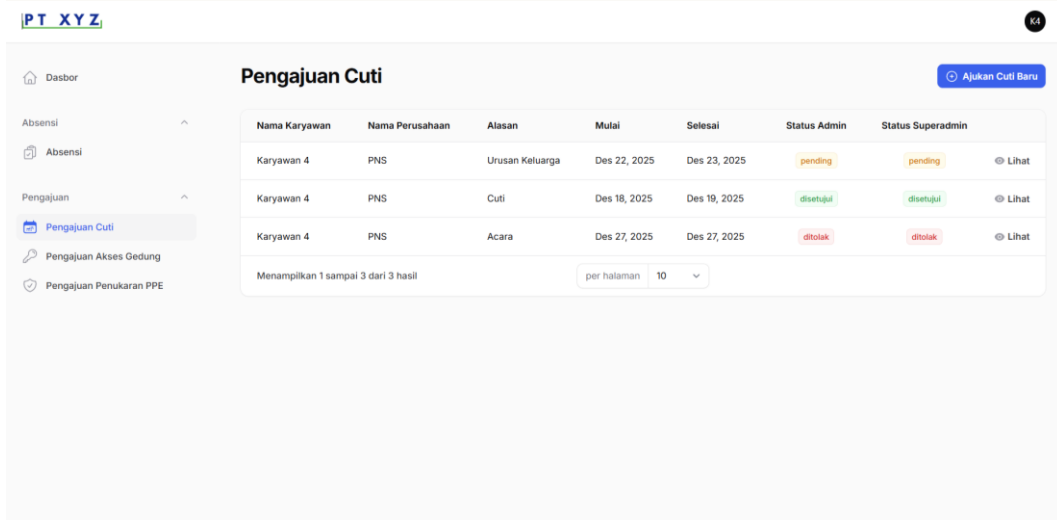 PT XYZ
K4
Dasbor
Absensi
Absensi
Pengajuan
Pengajuan Cuti
Pengajuan Akses Gedung
Pengajuan Penukaran PPE
Pengajuan Cuti
Ajukan Cuti Baru
Nama Karyawan Nama Perusahaan Alasan Mulai Selesai Status Admin Status Superadmin
Karyawan 4 PNS Urusan Keluarga Des 22, 2025 Des 23, 2025 pending pending Lihat
Karyawan 4 PNS Cuti Des 18, 2025 Des 19, 2025 disetujui disetujui Lihat
Karyawan 4 PNS Acara Des 27, 2025 Des 27, 2025 ditolak ditolak Lihat
Menampilkan 1 sampai 3 dari 3 hasil per halaman 10